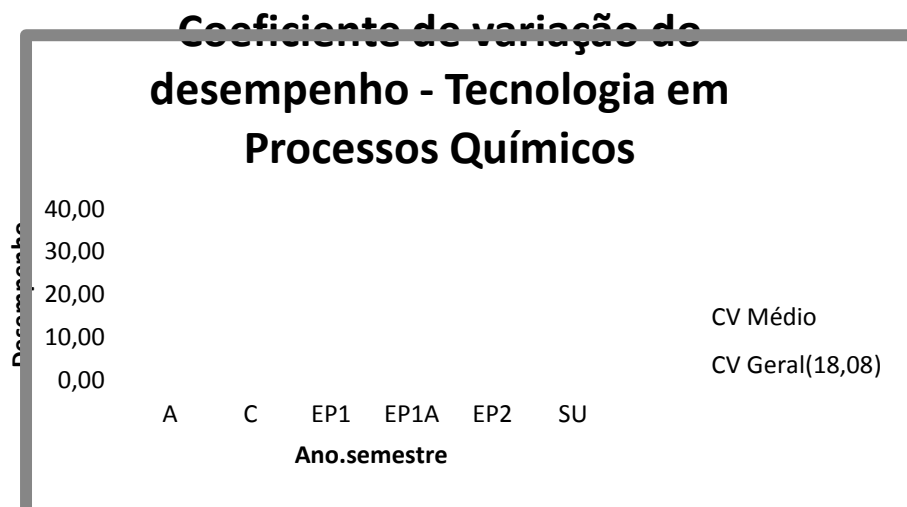 Coeficiente de variação do
desempenho - Tecnologia em
Processos Químicos
40,00
30,00
20,00
10,00
0,00
Desempenho
CV Médio
CV Geral(18,08)
A C EP1 EP1A EP2 SU
Ano.semestre